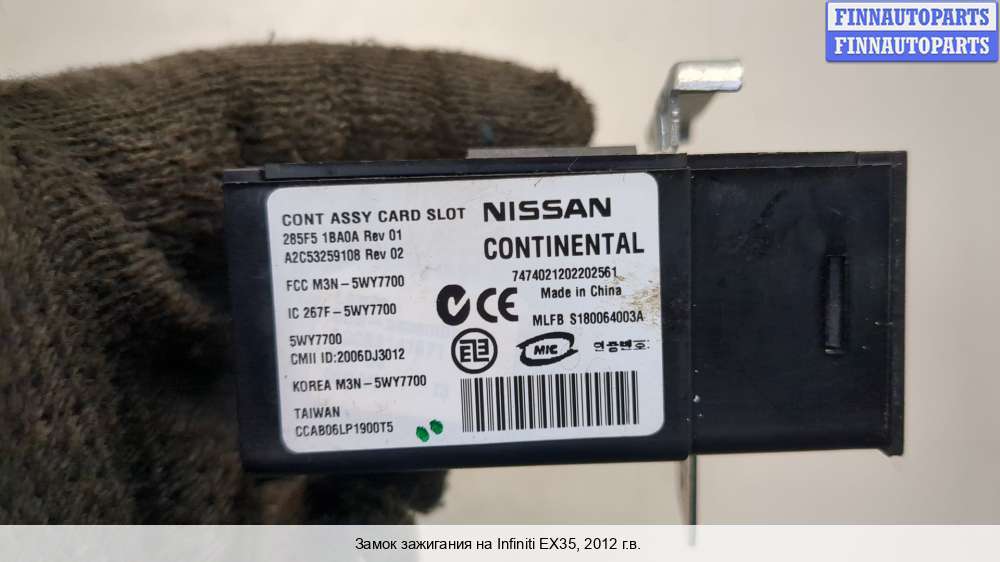 FINNAUTOPARTS
FINNAUTOPARTS
CONT ASSY CARD SLOT NISSAN
285F5 1BA0A Rev 01
A2C53259108 Rev 02
CONTINENTAL
7474021202202561
FCC M3N-5WY7700
Made in China
IC 267F-5WY7700
CE
MLFB S180064003A
5WY7700
CMII ID:2006DJ3012
MIC
KOREA M3N-5WY7700
TAIWAN
CCAB06LP1900T5
Замок зажигания на Infiniti EX35, 2012 г.в.